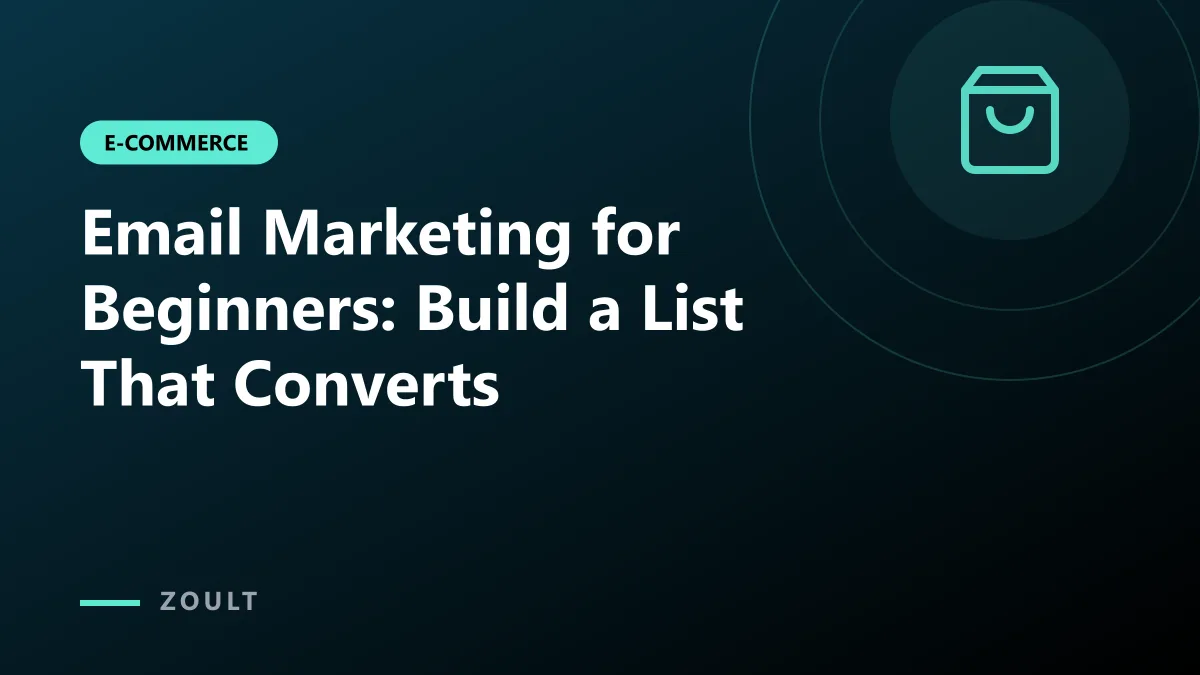 E-COMMERCE
Email Marketing for
Beginners: Build a List
That Converts
ZOULT